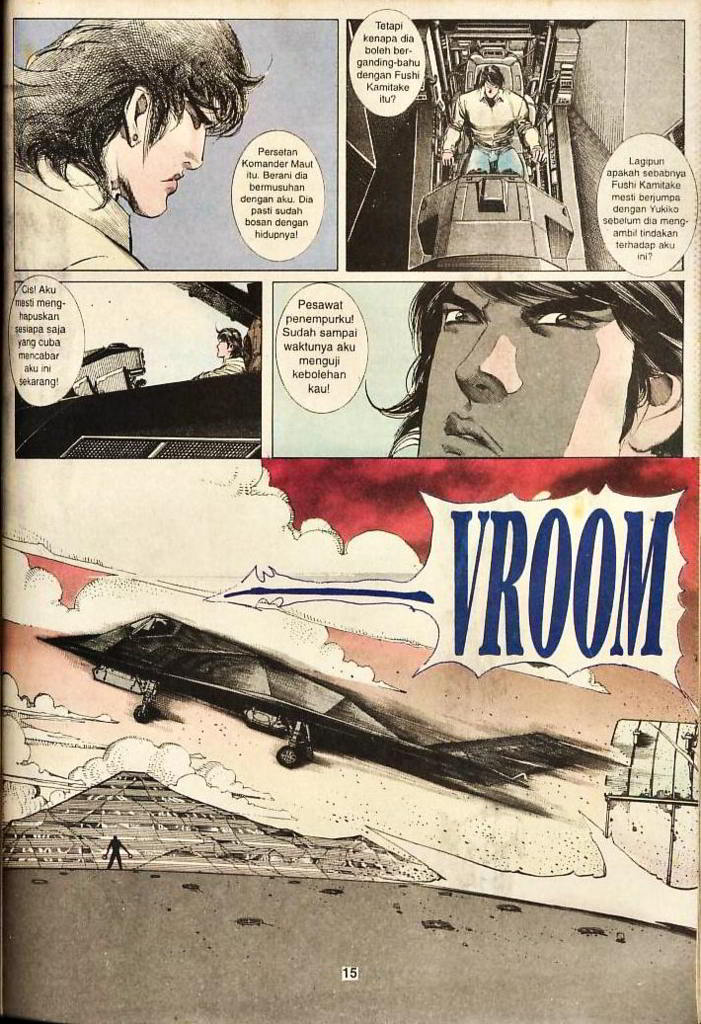 Persetan
Komander Maut
itu. Berani dia
bermusuhan
dengan aku. Dia
pasti sudah
bosan dengan
hidupnya!
Tetapi
kenapa dia
boleh ber-
ganding-bahu
dengan Fushi
Kamitake
itu?
Lagipun
apakah sebabnya
Fushi Kamitake
mesti berjumpa
dengan Yukiko
sebelum dia meng-
ambil tindakan
terhadap aku
ini?
Cis! Aku
mesti meng-
hapuskan
sesiapa saja
yang cuba
mencabar
aku ini
sekarang!
Pesawat
penempurku!
Sudah sampai
waktunya aku
menguji
kebolehan
kau!
VROOM
15